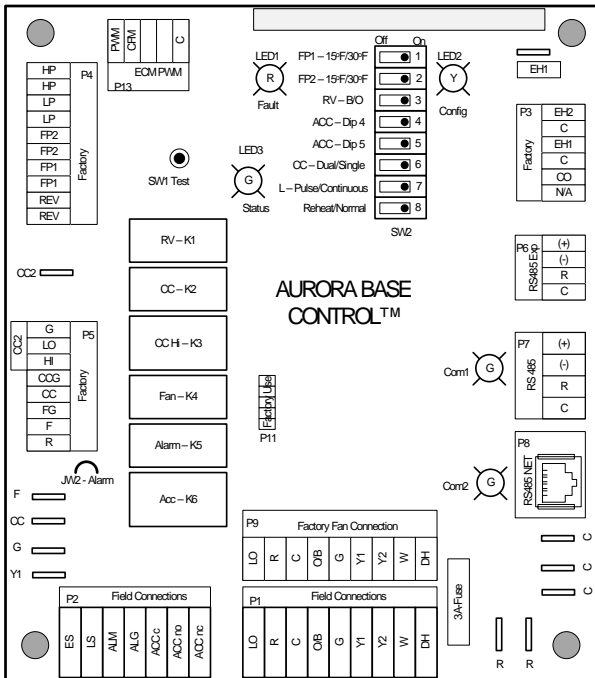 PWM
CFM
C
P13
ECM PWM
LED1
R
Fault
Off
On
FP1 – 15ºF/30ºF
1
FP2 – 15ºF/30ºF
2
RV – B/O
3
ACC – Dip 4
4
ACC – Dip 5
5
CC – Dual/Single
6
L – Pulse/Continuous
7
Reheat/Normal
8
SW2
LED2
Y
Config
EH1
P4
HP
HP
LP
LP
FP2
FP2
FP1
FP1
REV
REV
Factory
P3
EH2
C
EH1
C
CO
N/A
Factory
SW1 Test
LED3
G
Status
RV – K1
CC – K2
CC Hi – K3
Fan – K4
Alarm – K5
Acc – K6
AURORA BASE
CONTROL™
P6
RS485 Exp
(+)
(-)
R
C
CC2
CC2
P5
G
LO
HI
CCG
CC
FG
F
R
Factory
Factory Use
P11
Com1
G
P7
RS 485
(+)
(-)
R
C
Com2
G
P8
RS485 NET
JW2 - Alarm
F
CC
G
Y1
C
C
C
P9
Factory Fan Connection
LO
R
C
O/B
G
Y1
Y2
W
DH
P2
Field Connections
ES
LS
ALM
ALG
ACC c
ACC no
ACC nc
P1
Field Connections
LO
R
C
O/B
G
Y1
Y2
W
DH
3A-Fuse
R
R